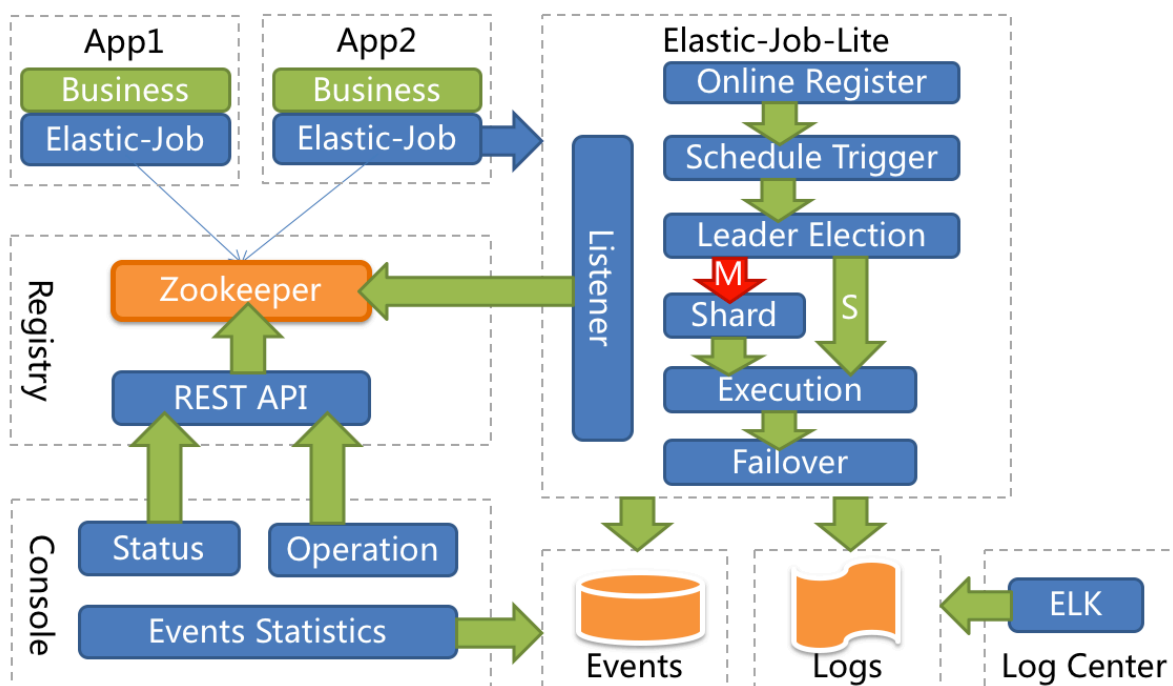 App1
Business
Elastic-Job
App2
Business
Elastic-Job
Registry
Zookeeper
REST API
Console
Status
Operation
Events Statistics
Elastic-Job-Lite
Listener
Online Register
Schedule Trigger
Leader Election
M
S
Shard
Execution
Failover
Events
Logs
ELK
Log Center